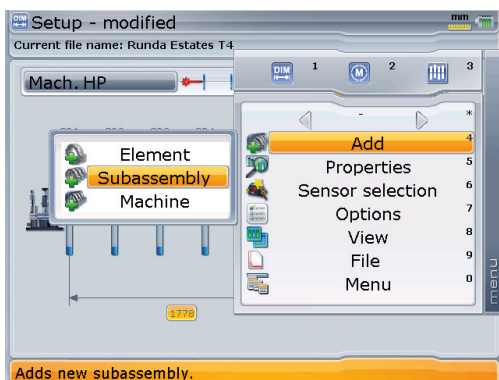 Setup - modified
mm
Current file name: Runda Estates T4
DIM 1 M 2 3
Mach. HP
- *
Add 4
Element
Properties 5
Subassembly
Sensor selection 6
Machine
Options 7
View 8
File 9
Menu 0
menu
1778
Adds new subassembly.